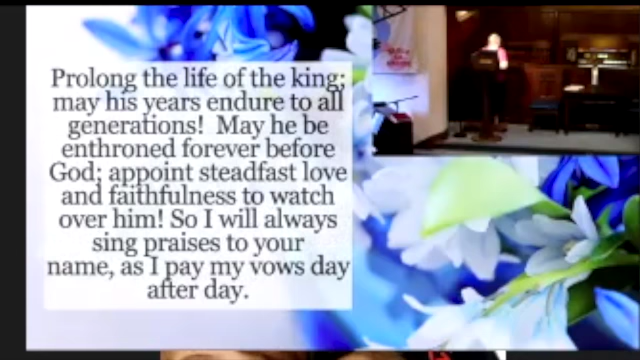 Prolong the life of the king;
may his years endure to all
generations!  May he be
enthroned forever before
God; appoint steadfast love
and faithfulness to watch
over him! So I will always
sing praises to your
name, as I pay my vows day
after day.